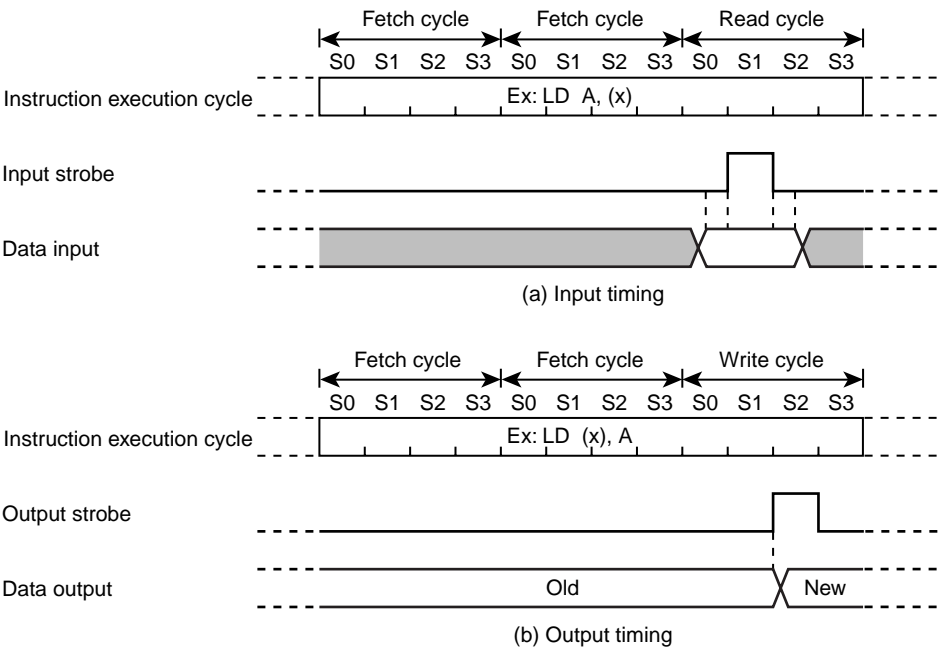 Fetch cycle Fetch cycle Read cycle
S0 S1 S2 S3 S0 S1 S2 S3 S0 S1 S2 S3
Instruction execution cycle Ex: LD A, (x)
Input strobe
Data input
(a) Input timing
Fetch cycle Fetch cycle Write cycle
S0 S1 S2 S3 S0 S1 S2 S3 S0 S1 S2 S3
Instruction execution cycle Ex: LD (x), A
Output strobe
Data output Old New
(b) Output timing